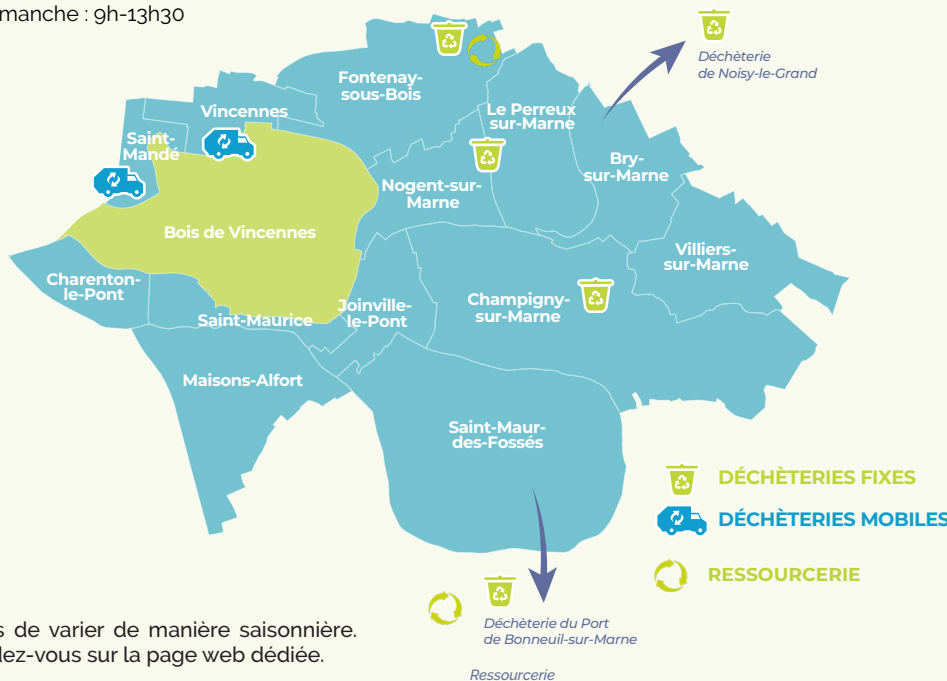 manche : 9h-13h30
Déchèterie
de Noisy-le-Grand
Fontenay-
sous-Bois
Vincennes
Le Perreux
sur-Marne
Saint-
Mandé
Bry-
sur-Marne
Nogent-sur-
Marne
Bois de Vincennes
Villiers-
sur-Marne
Charenton-
le-Pont
Champigny-
sur-Marne
Joinville-
le-Pont
Saint-Maurice
Maisons-Alfort
Saint-Maur-
des-Fossés
DÉCHÈTERIES FIXES
DÉCHÈTERIES MOBILES
RESSOURCERIE
Déchèterie du Port
de Bonneuil-sur-Marne
Ressourcerie
s de varier de manière saisonnière.
dez-vous sur la page web dédiée.